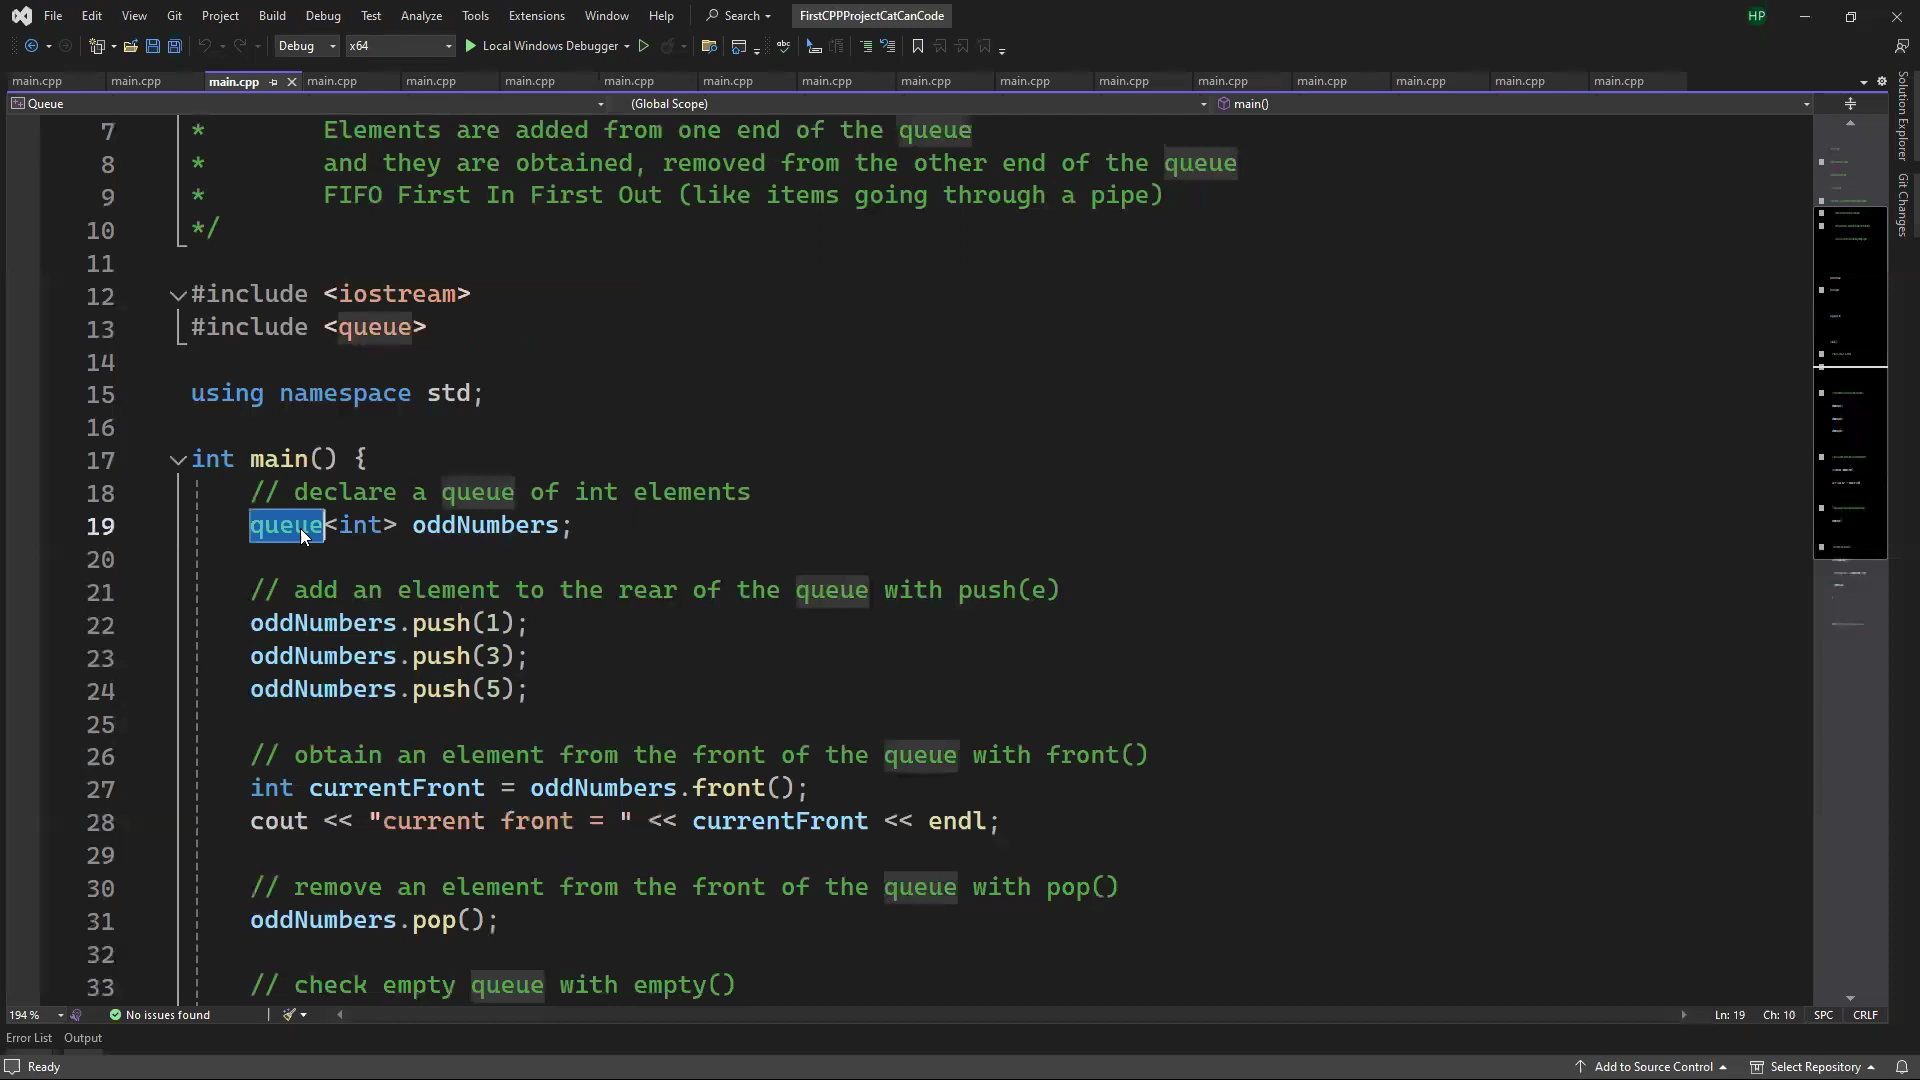 File Edit View Git Project Build Debug Test Analyze Tools Extensions Window Help Search FirstCPPProjectCatCanCode HP
Debug x64 Local Windows Debugger
main.cpp main.cpp main.cpp main.cpp main.cpp main.cpp main.cpp main.cpp main.cpp main.cpp main.cpp main.cpp main.cpp main.cpp main.cpp main.cpp main.cpp
Queue (Global Scope) main()
7 * Elements are added from one end of the queue
8 * and they are obtained, removed from the other end of the queue
9 * FIFO First In First Out (like items going through a pipe)
10 */
11
12 #include <iostream>
13 #include <queue>
14
15 using namespace std;
16
17 int main() {
18 // declare a queue of int elements
19 queue<int> oddNumbers;
20
21 // add an element to the rear of the queue with push(e)
22 oddNumbers.push(1);
23 oddNumbers.push(3);
24 oddNumbers.push(5);
25
26 // obtain an element from the front of the queue with front()
27 int currentFront = oddNumbers.front();
28 cout << "current front = " << currentFront << endl;
29
30 // remove an element from the front of the queue with pop()
31 oddNumbers.pop();
32
33 // check empty queue with empty()
Solution Explorer
Git Changes
194 % No issues found Ln: 19 Ch: 10 SPC CRLF
Error List Output
Ready Add to Source Control Select Repository